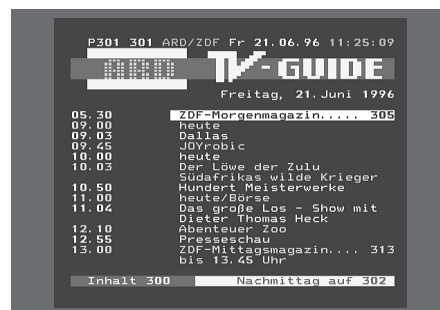 P301 301 ARD/ZDF Fr 21.06.96 11:25:09
ARD TV-GUIDE
Freitag, 21.Juni 1996
05.30 ZDF-Morgenmagazin..... 305
09.00 heute
09.03 Dallas
09.45 JOYrobic
10.00 heute
10.03 Der Löwe der Zulu
Südafrikas wilde Krieger
10.50 Hundert Meisterwerke
11.00 heute/Börse
11.04 Das große Los - Show mit
Dieter Thomas Heck
12.10 Abenteuer Zoo
12.55 Presseschau
13.00 ZDF-Mittagsmagazin.... 313
bis 13.45 Uhr
Inhalt 300 Nachmittag auf 302